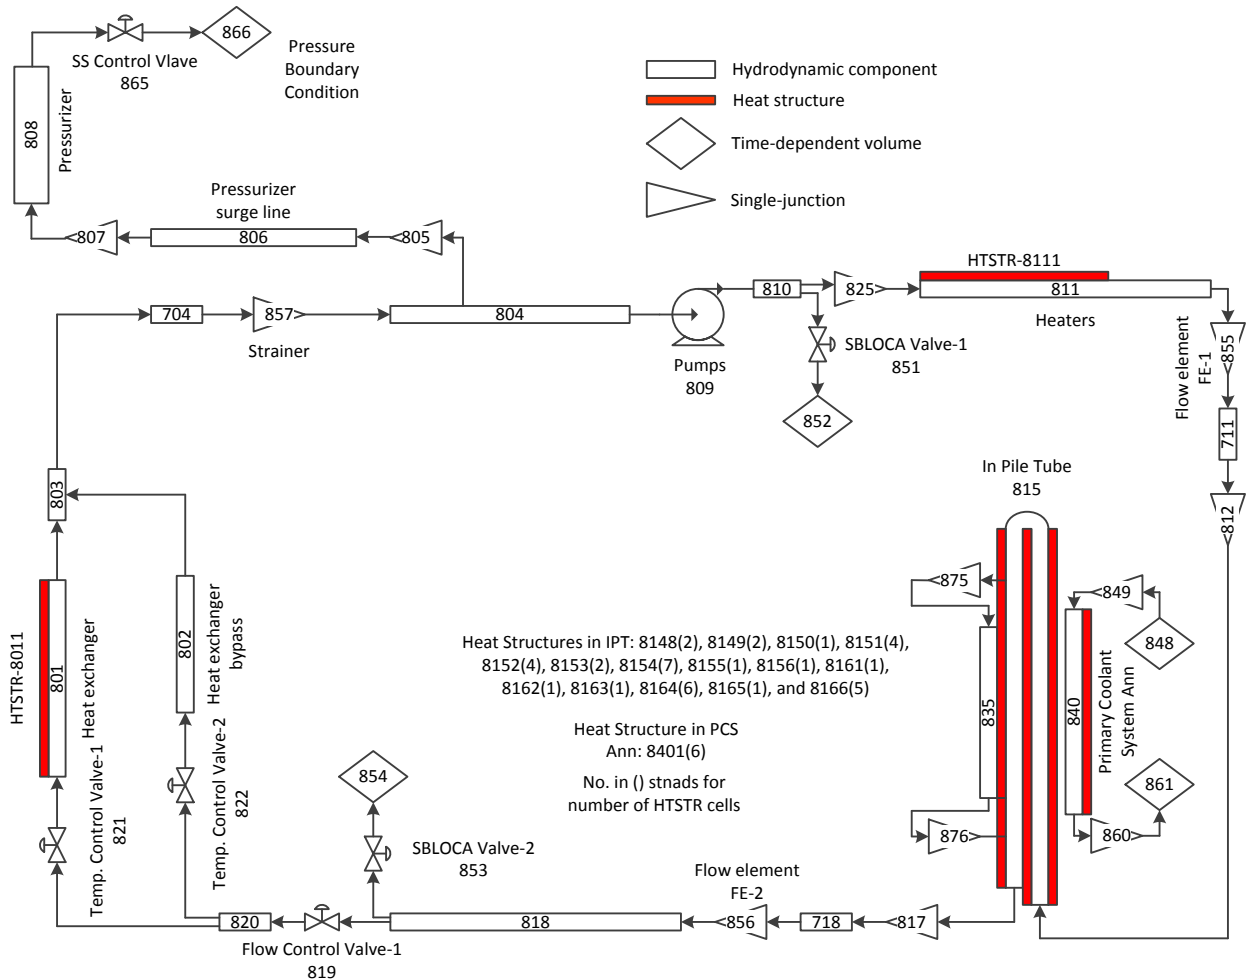 866
SS Control Vlave
865
Pressure
Boundary
Condition
808
Pressurizer
Hydrodynamic component
Heat structure
Time-dependent volume
Single-junction
Pressurizer
surge line
807
806
805
704
857
Strainer
804
Pumps
809
810
825
HTSTR-8111
811
Heaters
SBLOCA Valve-1
851
852
Flow element
FE-1
855
711
812
In Pile Tube
815
803
HTSTR-8011
801
Heat exchanger
802
Heat exchanger
bypass
Temp. Control Valve-1
821
Temp. Control Valve-2
822
Heat Structures in IPT: 8148(2), 8149(2), 8150(1), 8151(4),
8152(4), 8153(2), 8154(7), 8155(1), 8156(1), 8161(1),
8162(1), 8163(1), 8164(6), 8165(1), and 8166(5)
Heat Structure in PCS
Ann: 8401(6)
No. in () stnads for
number of HTSTR cells
875
835
876
849
848
840
Primary Coolant
System Ann
861
860
854
SBLOCA Valve-2
853
Flow element
FE-2
820
Flow Control Valve-1
819
818
856
718
817